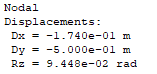 Nodal
Displacements:
Dx = -1.740e-01 m
Dy = -5.000e-01 m
Rz = 9.448e-02 rad